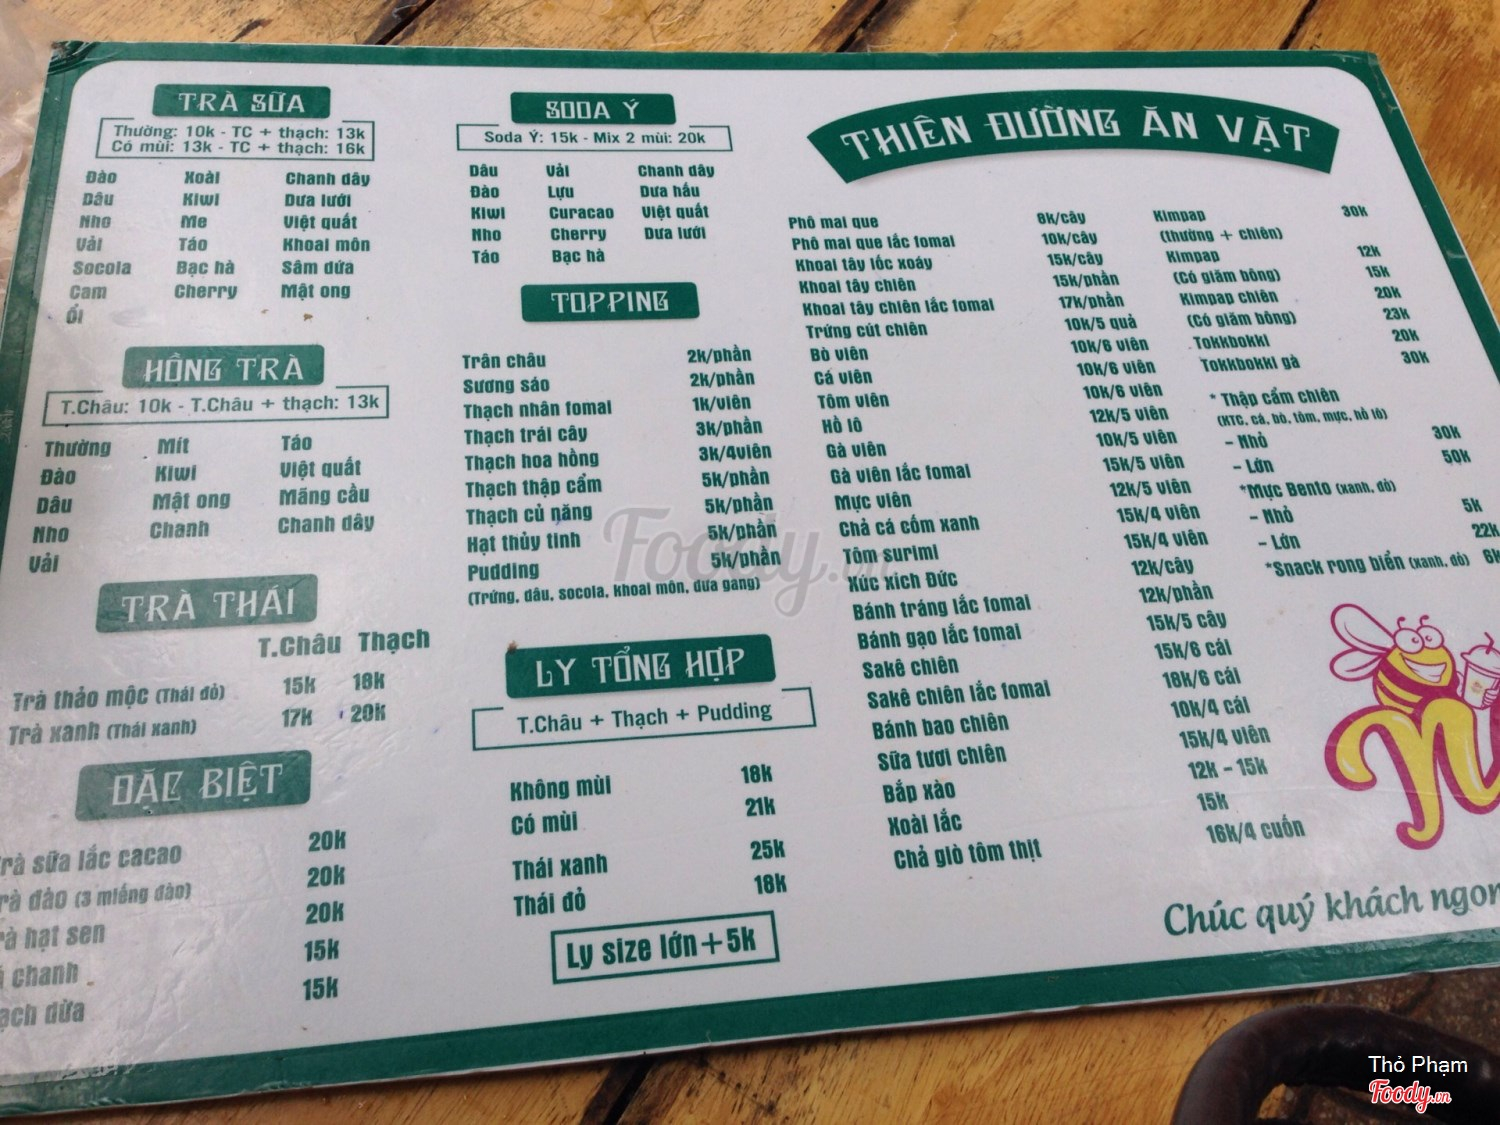 TRÀ SỮA
Thường: 10k - TC + thạch: 13k
Có mùi: 13k - TC + thạch: 16k
Đào Xoài Chanh dây
Dâu Kiwi Dưa lưới
Nho Me Việt quất
Vải Táo Khoai môn
Socola Bạc hà Sâm dứa
Cam Cherry Mật ong
Ổi
HỒNG TRÀ
T.Châu: 10k - T.Châu + thạch: 13k
Thường Mít Táo
Đào Kiwi Việt quất
Dâu Mật ong Mãng cầu
Nho Chanh Chanh dây
Vải
TRÀ THÁI
T.Châu Thạch
Trà thảo mộc (Thái đỏ) 15k 18k
Trà xanh (Thái xanh) 17k 20k
ĐẶC BIỆT
rà sữa lắc cacao 20k
rà đào (3 miếng đào) 20k
rà hạt sen 20k
chanh 15k
ạch dừa 15k
SODA Ý
Soda Ý: 15k - Mix 2 mùi: 20k
Dâu Vải Chanh dây
Đào Lựu Dưa hấu
Kiwi Curacao Việt quất
Nho Cherry Dưa lưới
Táo Bạc hà
TOPPING
Trân châu 2k/phần
Sương sáo 2k/phần
Thạch nhân fomai 1k/viên
Thạch trái cây 3k/phần
Thạch hoa hồng 3k/4viên
Thạch thập cẩm 5k/phần
Thạch củ năng 5k/phần
Hạt thủy tinh 5k/phần
Pudding 5k/phần
(Trứng, dâu, socola, khoai môn, dưa gang)
LY TỔNG HỢP
T.Châu + Thạch + Pudding
Không mùi 18k
Có mùi 21k
Thái xanh 25k
Thái đỏ 18k
Ly size lớn+5k
THIÊN ĐƯỜNG ĂN VẶT
Phô mai que 8k/cây
Phô mai que lắc fomai 10k/cây
Khoai tây lốc xoáy 15k/cây
Khoai tây chiên 15k/phần
Khoai tây chiên lắc fomai 17k/phần
Trứng cút chiên 10k/5 quả
Bò viên 10k/6 viên
Cá viên 10k/6 viên
Tôm viên 10k/6 viên
Hồ lô 12k/5 viên
Gà viên 10k/5 viên
Gà viên lắc fomai 15k/5 viên
Mực viên 12k/5 viên
Chả cá cốm xanh 15k/4 viên
Tôm surimi 15k/4 viên
Xúc xích Đức 12k/cây
Bánh tráng lắc fomai 12k/phần
Bánh gạo lắc fomai 15k/5 cây
Sakê chiên 15k/6 cái
Sakê chiên lắc fomai 18k/6 cái
Bánh bao chiên 10k/4 cái
Sữa tươi chiên 15k/4 viên
Bắp xào 12k - 15k
Xoài lắc 15k
Chả giò tôm thịt 16k/4 cuốn
Kimpap 30k
(thường + chiên)
Kimpap 12k
(Có giăm bông) 15k
Kimpap chiên 20k
(Có giăm bông) 23k
Tokkbokki 20k
Tokkbokki gà 30k
* Thập cẩm chiên
(KTC, cá, bò, tôm, mực, hồ lô)
- Nhỏ 30k
- Lớn 50k
*Mực Bento (xanh, đỏ)
- Nhỏ 5k
- Lớn 22k
*Snack rong biển (xanh, đỏ) 6k
Chúc quý khách ngon
Foody.vn
Thỏ Phạm
Foody.vn